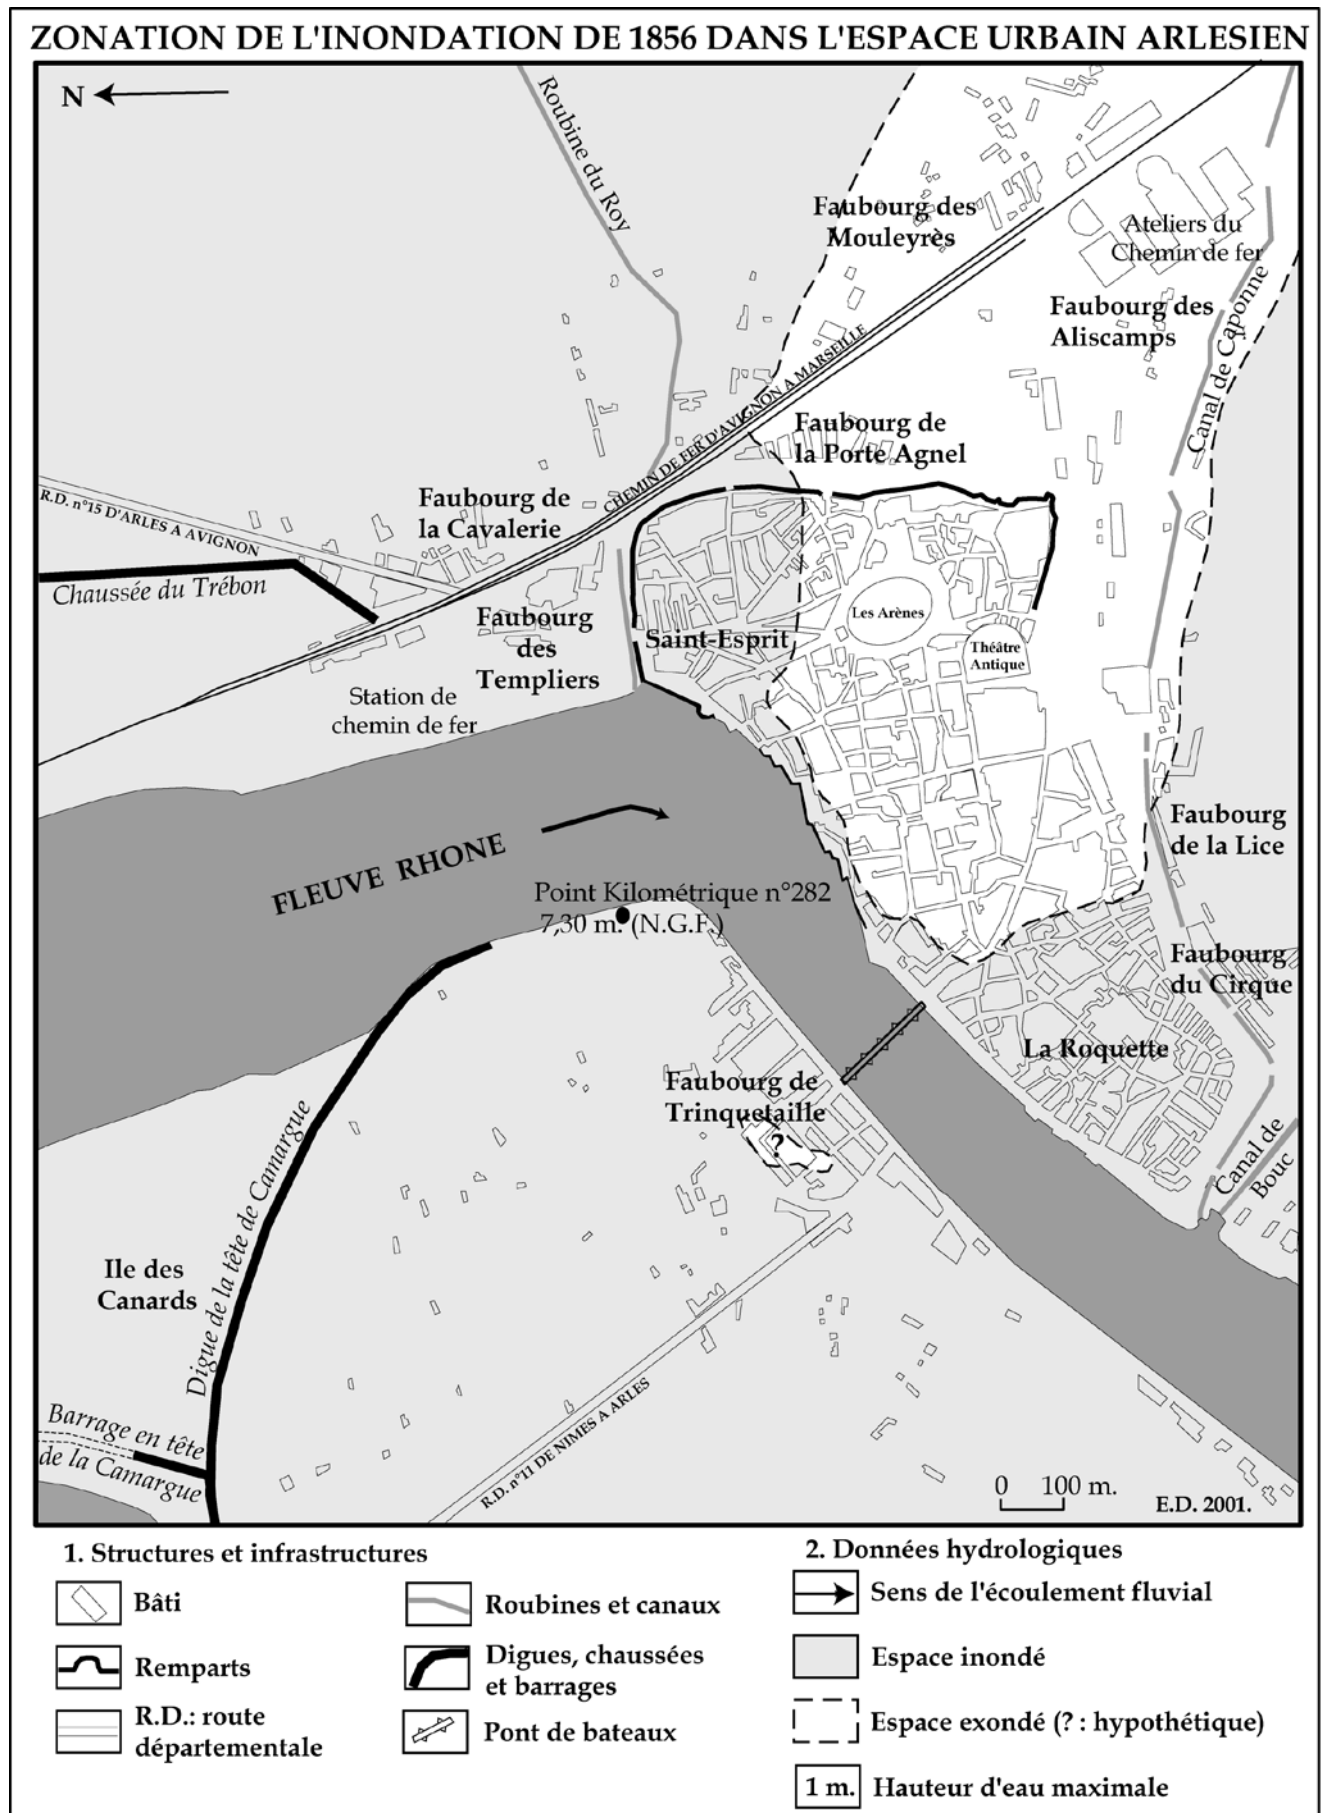 ZONATION DE L'INONDATION DE 1856 DANS L'ESPACE URBAIN ARLESIEN
N
Roubine du Roy
Faubourg des
Mouleyrès
Ateliers du
Chemin de fer
Faubourg des
Aliscamps
Canal de Caponne
CHEMIN DE FER D'AVIGNON A MARSEILLE
Faubourg de
la Porte Agnel
R.D. n°15 D'ARLES A AVIGNON
Faubourg de
la Cavalerie
Chaussée du Trébon
Faubourg
des
Templiers
Saint-Esprit
Les Arènes
Théâtre
Antique
Station de
chemin de fer
FLEUVE RHONE
Point Kilométrique n°282
7,30 m. (N.G.F.)
Faubourg
de la Lice
Faubourg
du Cirque
La Roquette
Faubourg de
Trinquetaille
?
Canal de
Bouc
Ile des
Canards
Digue de la tête de Camargue
Barrage en tête
de la Camargue
R.D. n°11 DE NIMES A ARLES
0 100 m.
E.D. 2001.
1. Structures et infrastructures
Bâti
Remparts
R.D.: route
départementale
Roubines et canaux
Digues, chaussées
et barrages
Pont de bateaux
2. Données hydrologiques
Sens de l'écoulement fluvial
Espace inondé
Espace exondé (? : hypothétique)
1 m. Hauteur d'eau maximale